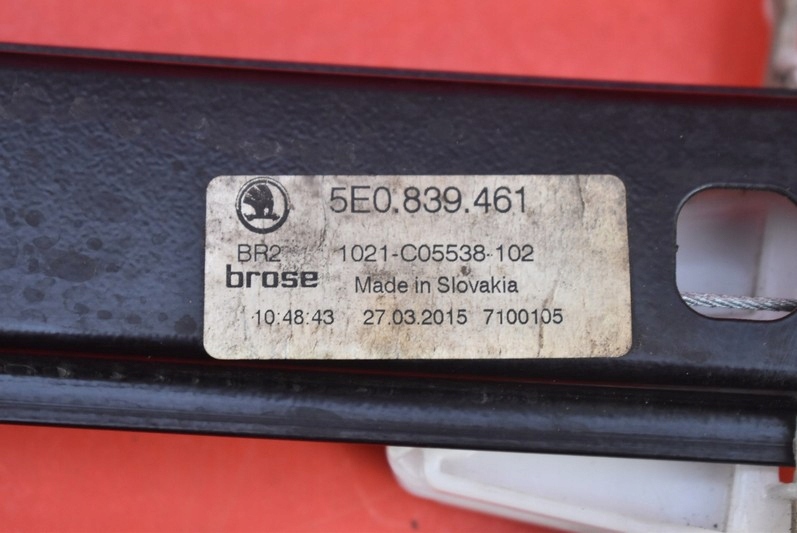 5E0.839.461
BR2 1021-C05538-102
brose Made in Slovakia
10:48:43 27.03.2015 7100105